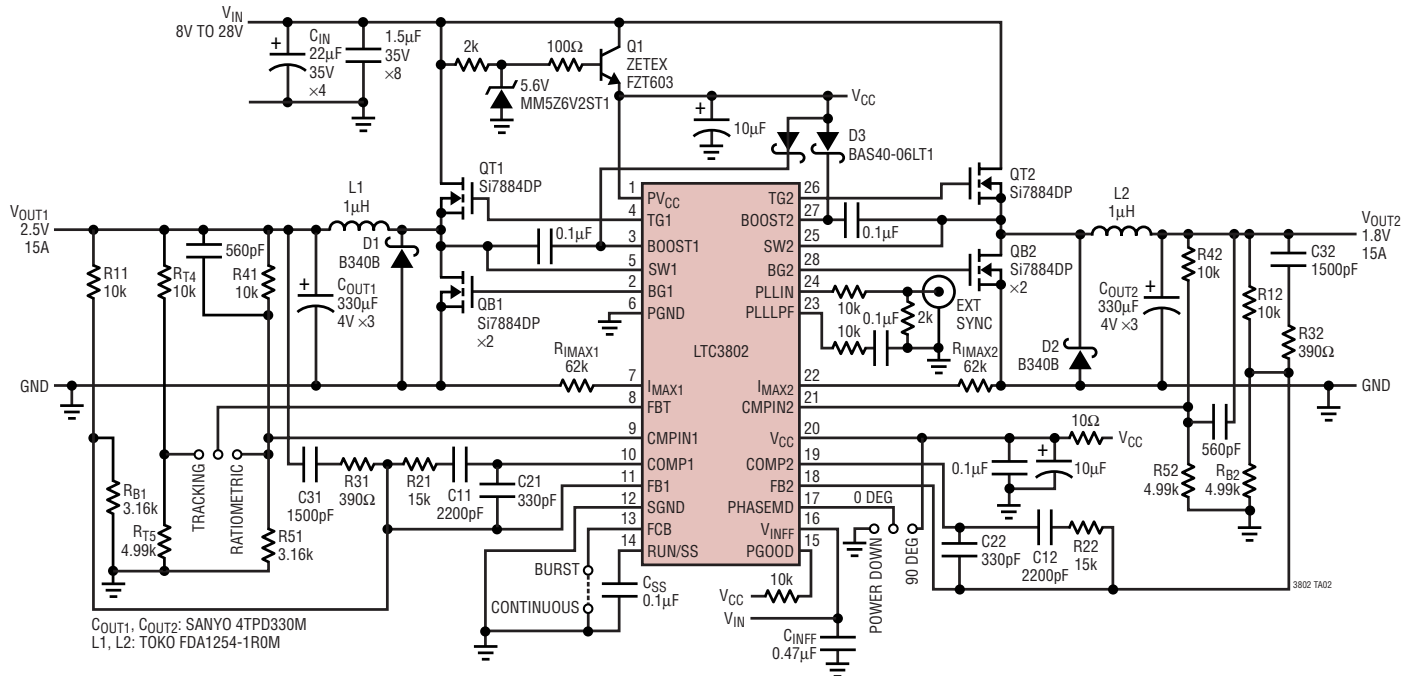 VIN
8V TO 28V
+
CIN
22µF
35V
×4
1.5µF
35V
×8
2k
100Ω
Q1
ZETEX
FZT603
5.6V
MM5Z6V2ST1
+
10µF
VCC
D3
BAS40-06LT1
QT1
Si7884DP
QT2
Si7884DP
L1
1µH
L2
1µH
VOUT1
2.5V
15A
VOUT2
1.8V
15A
560pF
D1
B340B
0.1µF
0.1µF
R11
10k
RT4
10k
R41
10k
+
COUT1
330µF
4V ×3
QB1
Si7884DP
×2
QB2
Si7884DP
×2
R42
10k
+
COUT2
330µF
4V ×3
R12
10k
C32
1500pF
R32
390Ω
D2
B340B
1
PVCC
4
TG1
3
BOOST1
5
SW1
2
BG1
6
PGND
LTC3802
7
IMAX1
8
FBT
9
CMPIN1
10
COMP1
11
FB1
12
SGND
13
FCB
14
RUN/SS
26
TG2
27
BOOST2
25
SW2
28
BG2
24
PLLIN
23
PLLLPF
22
IMAX2
21
CMPIN2
20
VCC
19
COMP2
18
FB2
17
PHASEMD
16
VINFF
15
PGOOD
10k
10k
0.1µF
2k
EXT
SYNC
RIMAX1
62k
RIMAX2
62k
GND
GND
10Ω
VCC
0.1µF
+
10µF
560pF
R52
4.99k
RB2
4.99k
RB1
3.16k
RT5
4.99k
TRACKING
RATIOMETRIC
R51
3.16k
C31
1500pF
R31
390Ω
R21
15k
C11
2200pF
C21
330pF
BURST
CONTINUOUS
CSS
0.1µF
0 DEG
POWER DOWN
90 DEG
C22
330pF
C12
2200pF
R22
15k
10k
VCC
VIN
CINFF
0.47µF
3802 TA02
COUT1, COUT2: SANYO 4TPD330M
L1, L2: TOKO FDA1254-1R0M